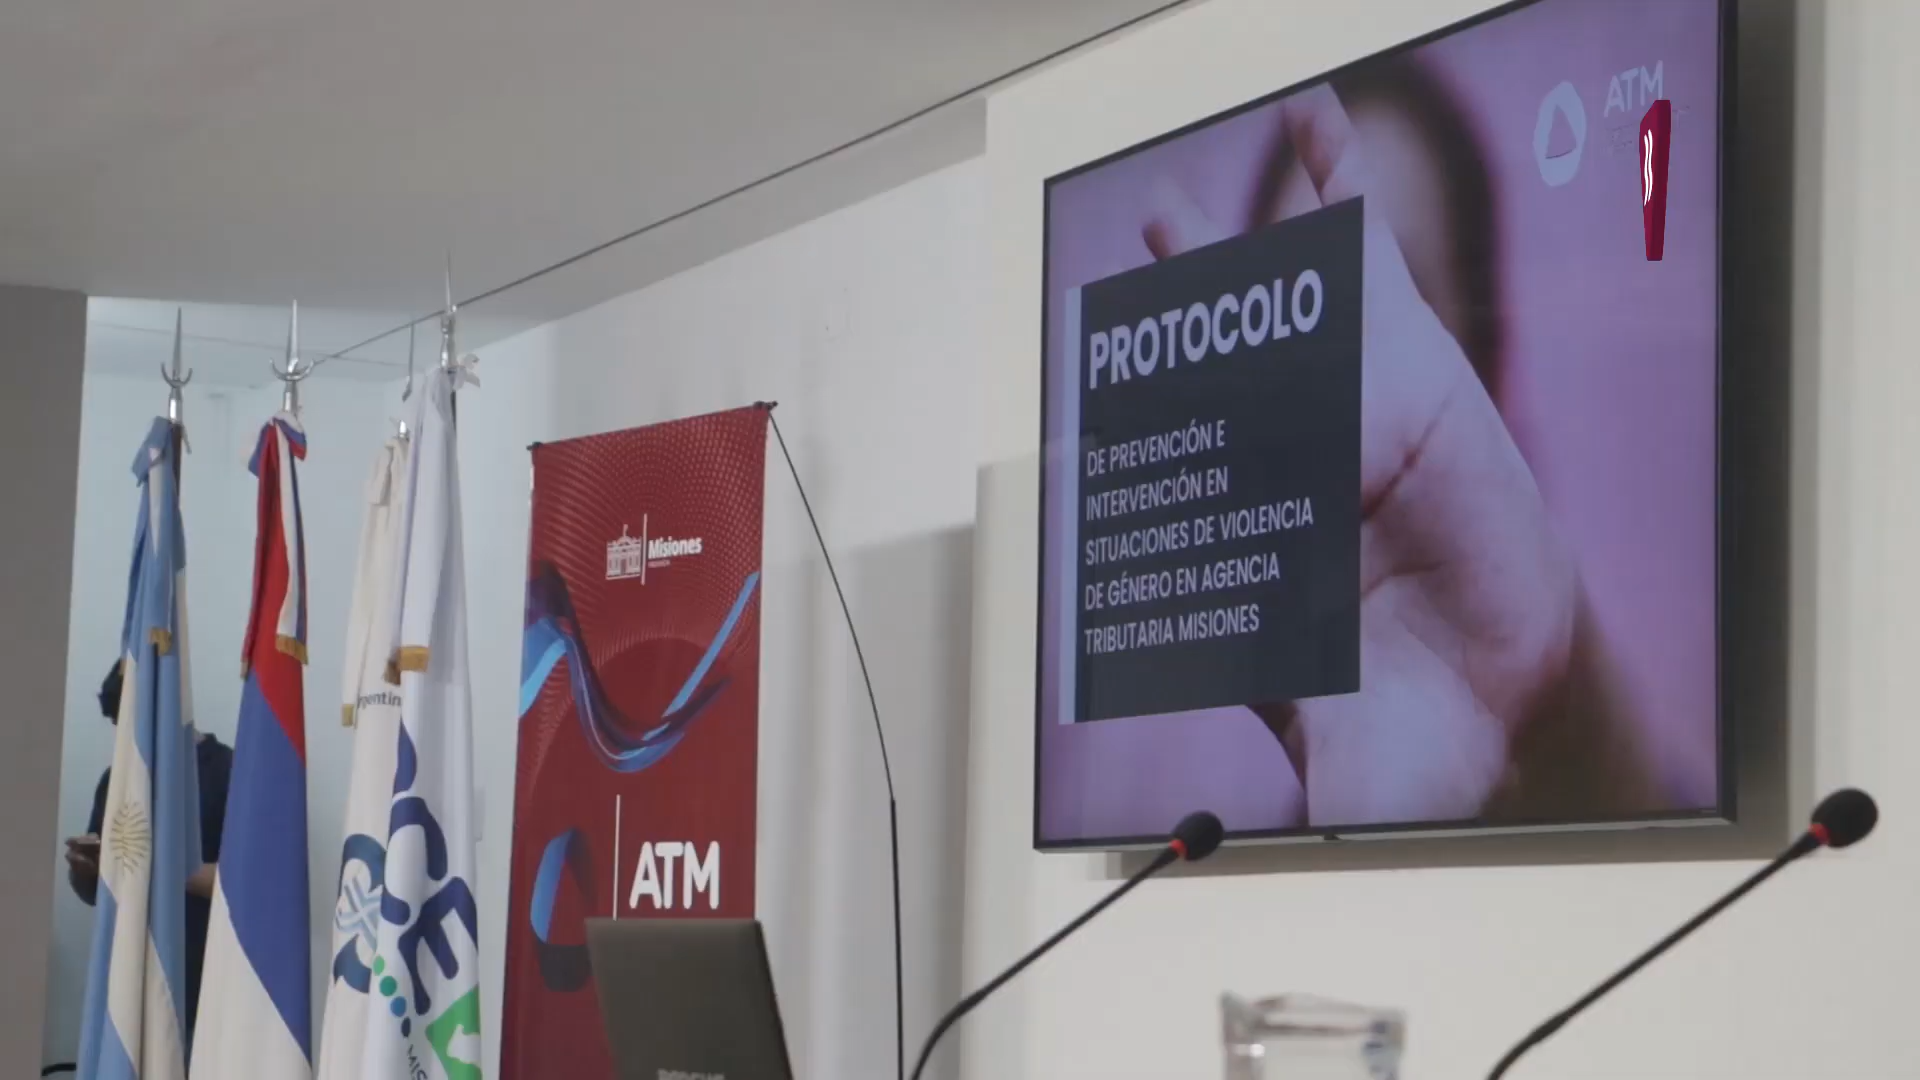 ATM
PROTOCOLO
DE PREVENCIÓN E
INTERVENCIÓN EN
SITUACIONES DE VIOLENCIA
DE GÉNERO EN AGENCIA
TRIBUTARIA MISIONES
Misiones
ATM